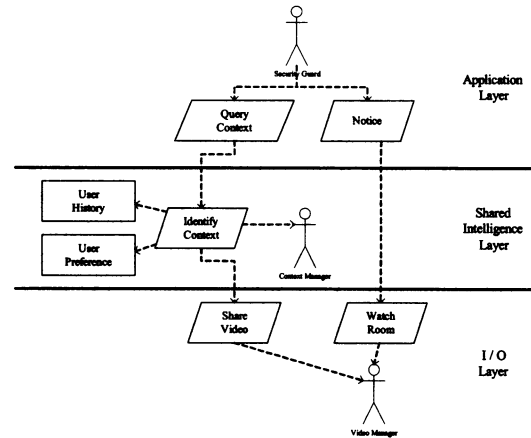 Security Guard
Application
Layer
Query
Context
Notice
User
History
Identify
Context
Shared
Intelligence
Layer
User
Preference
Context Manager
Share
Video
Watch
Room
I / O
Layer
Video Manager